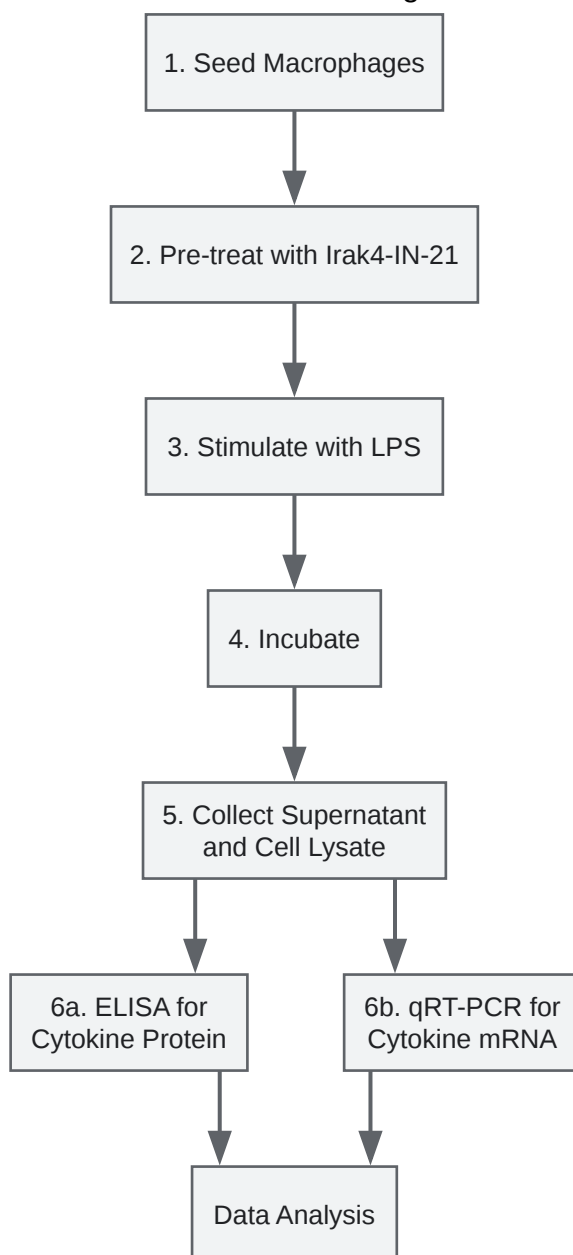 1. Seed Macrophages
2. Pre-treat with Irak4-IN-21
3. Stimulate with LPS
4. Incubate
5. Collect Supernatant
and Cell Lysate
6a. ELISA for
Cytokine Protein
6b. qRT-PCR for
Cytokine mRNA
Data Analysis